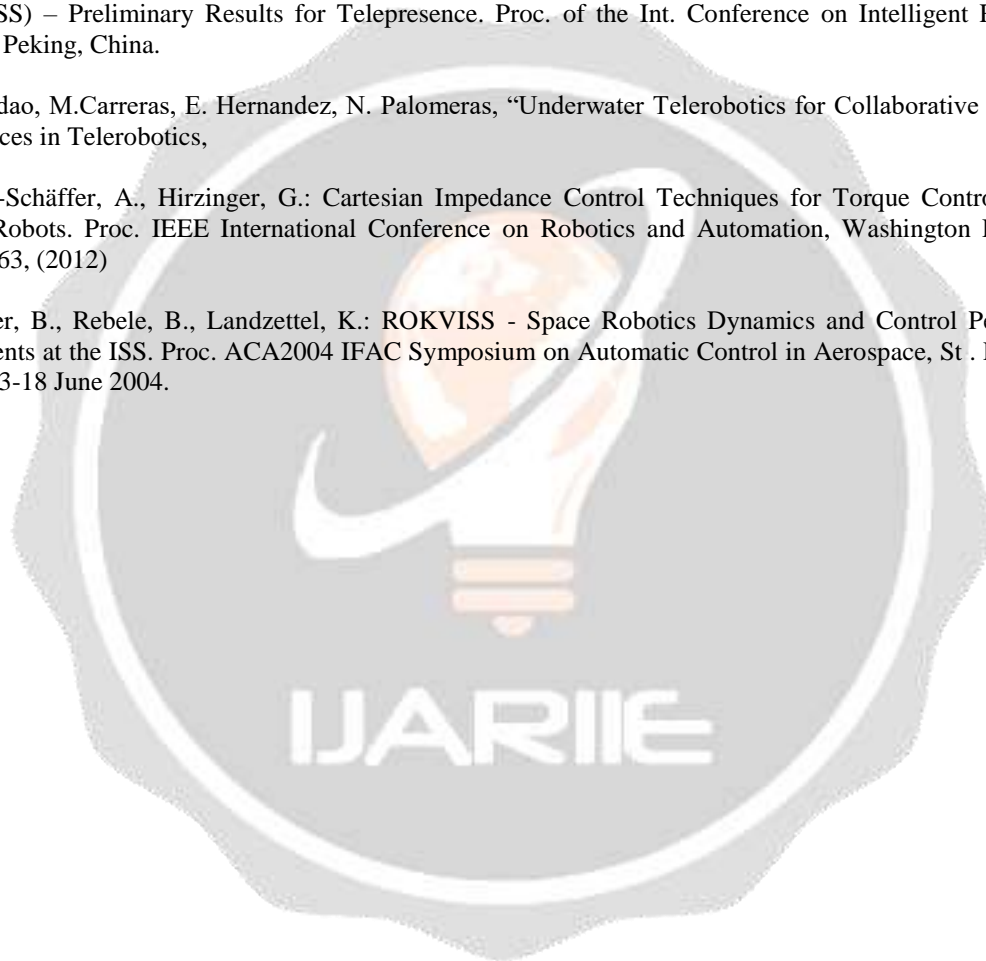 SS) – Preliminary Results for Telepresence. Proc. of the Int. Conference on Intelligent
Peking, China.
dao, M.Carreras, E. Hernandez, N. Palomeras, “Underwater Telerobotics for Collaborative
ces in Telerobotics,
-Schäffer, A., Hirzinger, G.: Cartesian Impedance Control Techniques for Torque Contro
Robots. Proc. IEEE International Conference on Robotics and Automation, Washington
63, (2012)
er, B., Rebele, B., Landzettel, K.: ROKVISS - Space Robotics Dynamics and Control
ents at the ISS. Proc. ACA2004 IFAC Symposium on Automatic Control in Aerospace, St .
3-18 June 2004.
IJARIIE